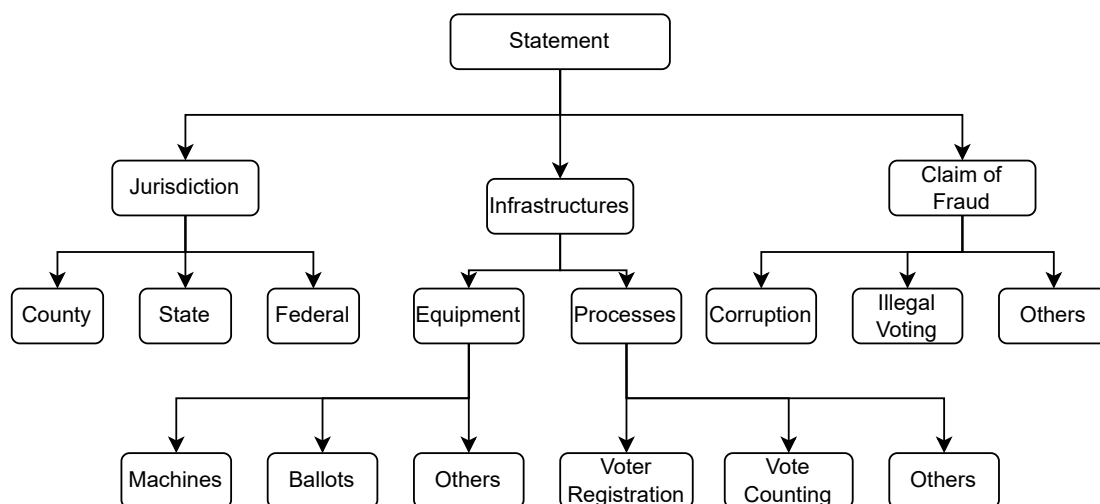 Statement
Jurisdiction
Infrastructures
Claim of
Fraud
County
State
Federal
Equipment
Processes
Corruption
Illegal
Voting
Others
Machines
Ballots
Others
Voter
Registration
Vote
Counting
Others